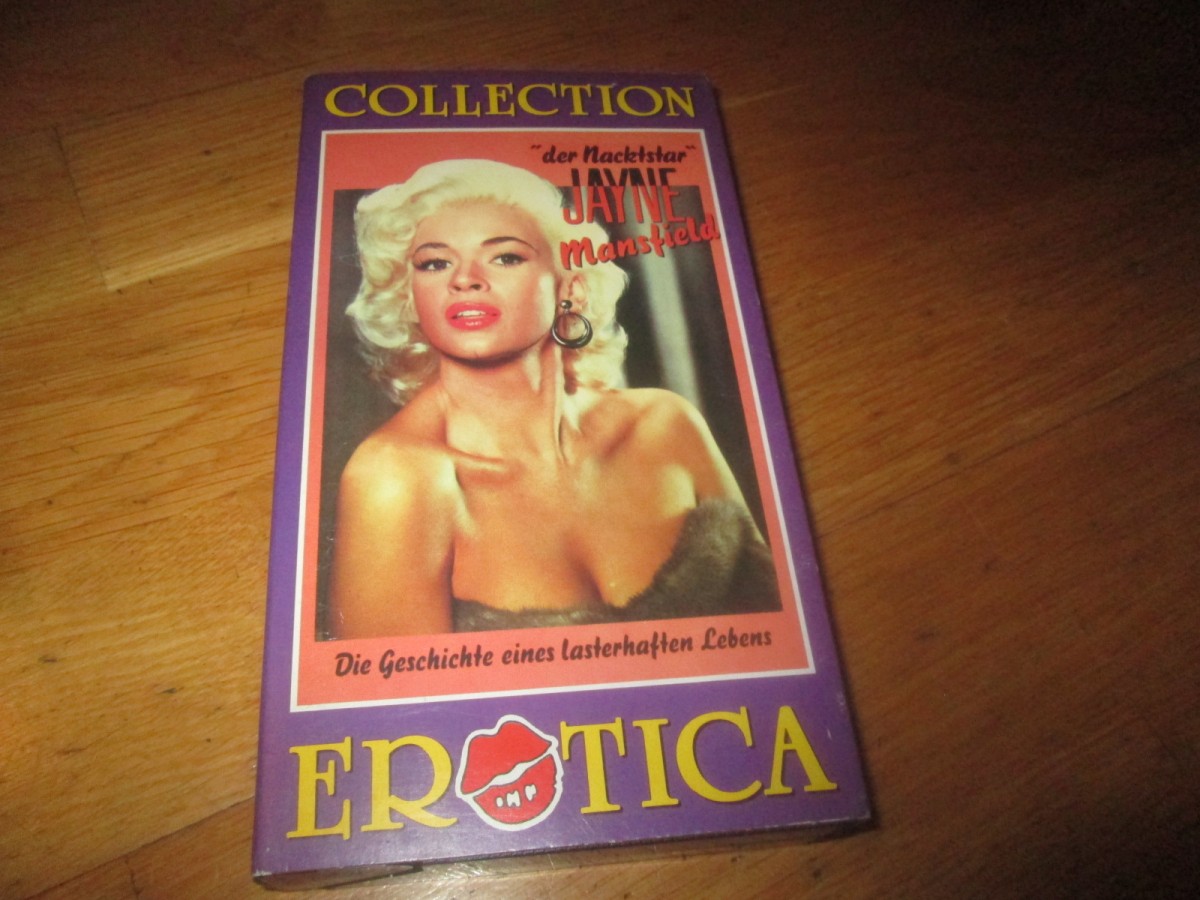 COLLECTION
"der Nacktstar"
JAYNE
Mansfield
Die Geschichte eines lasterhaften Lebens
EROTICA